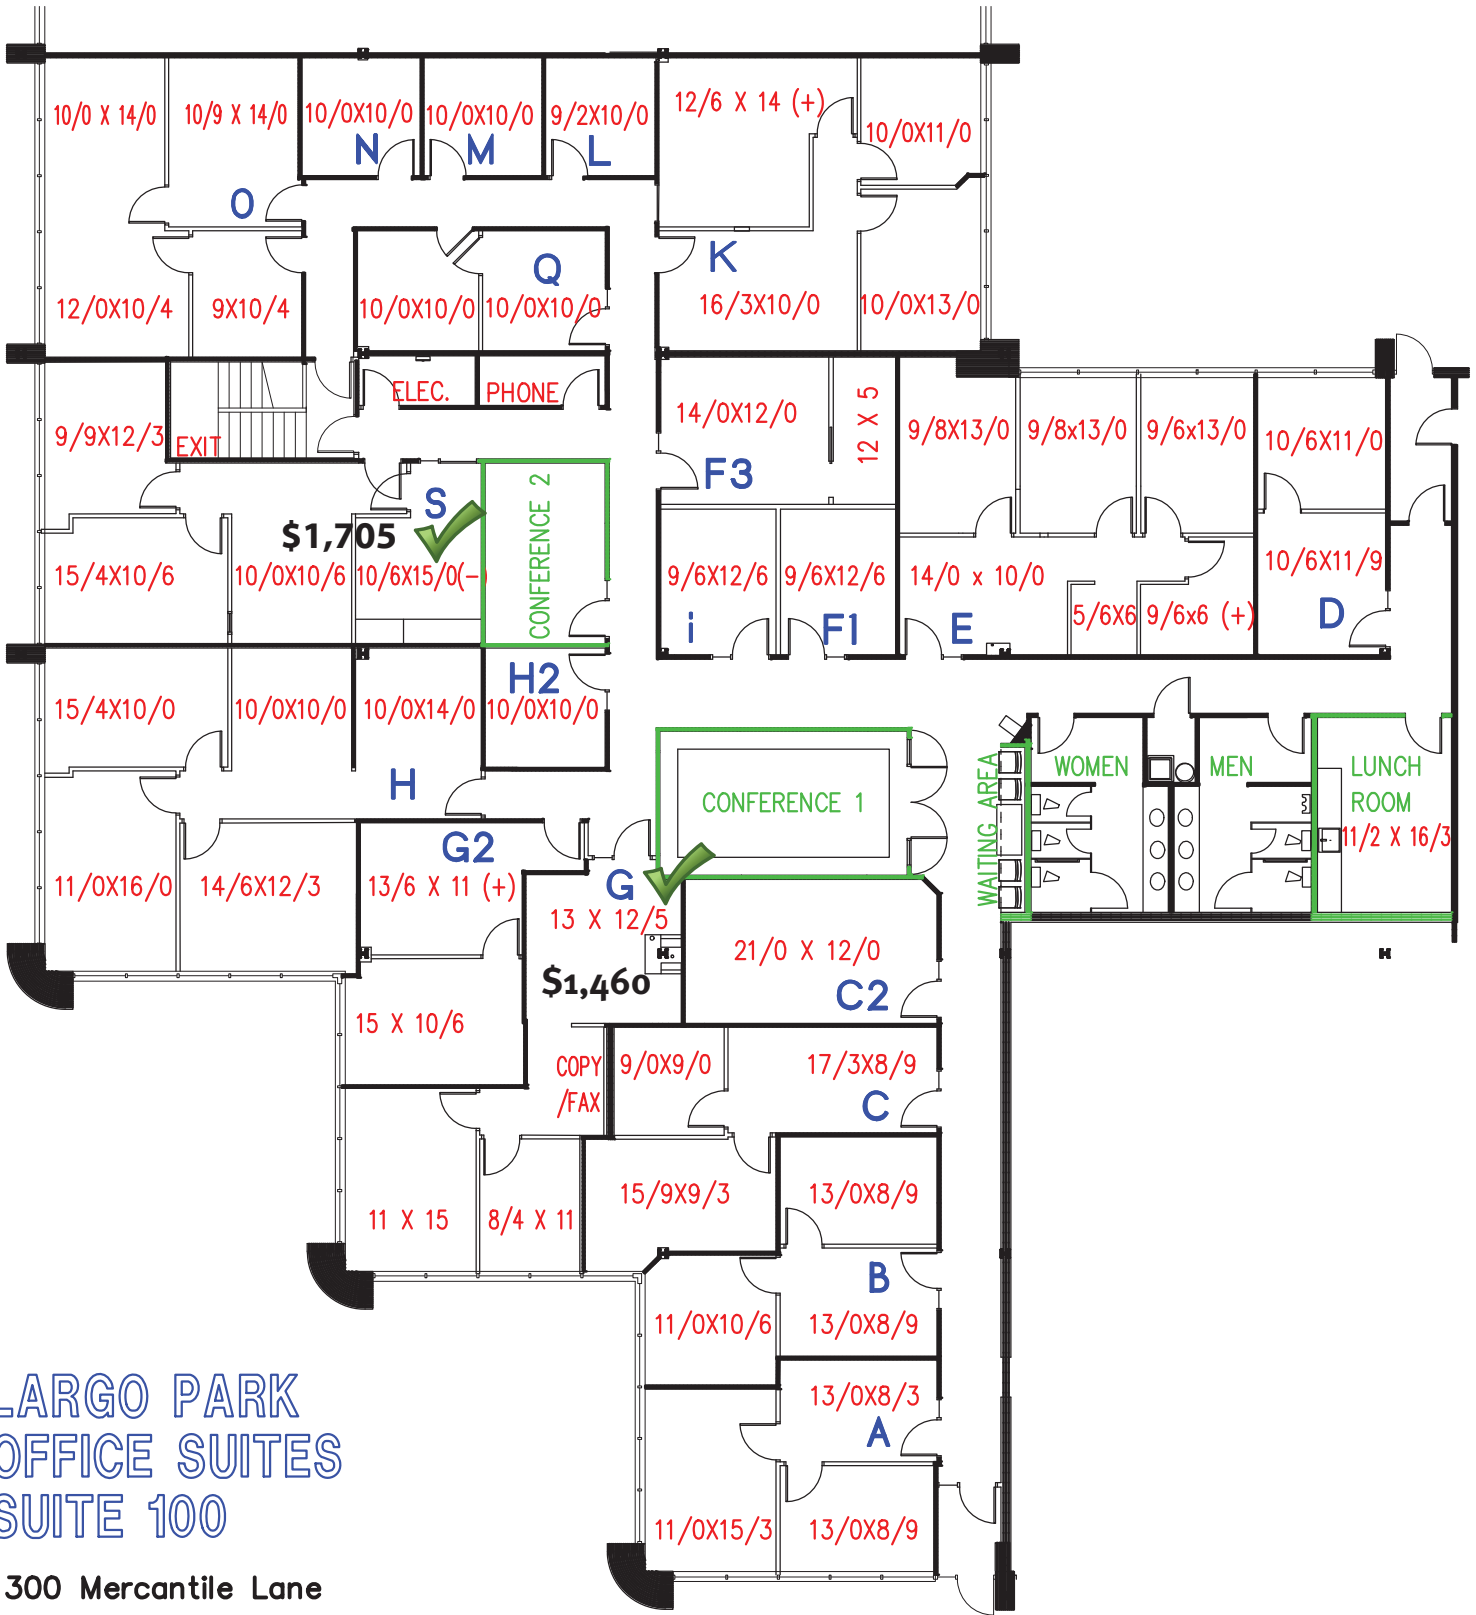 10/0 X 14/0
10/9 X 14/0
10/0X10/0
10/0X10/0
9/2X10/0
12/6 X 14 (+)
10/0X11/0
N
M
L
O
Q
K
12/0X10/4
9X10/4
10/0X10/0
10/0X10/0
16/3X10/0
10/0X13/0
ELEC.
PHONE
14/0X12/0
12 X 5
9/9X12/3
EXIT
9/8X13/0
9/8x13/0
9/6x13/0
10/6X11/0
F3
S
CONFERENCE 2
$1,705
15/4X10/6
10/0X10/6
10/6X15/0(-)
9/6X12/6
9/6X12/6
14/0 x 10/0
10/6X11/9
5/6X6
9/6x6 (+)
i
F1
E
D
H2
15/4X10/0
10/0X10/0
10/0X14/0
10/0X10/0
H
CONFERENCE 1
WAITING AREA
WOMEN
MEN
LUNCH
ROOM
11/2 X 16/3
G2
11/0X16/0
14/6X12/3
13/6 X 11 (+)
G
13 X 12/5
21/0 X 12/0
$1,460
C2
15 X 10/6
COPY
/FAX
9/0X9/0
17/3X8/9
C
11 X 15
8/4 X 11
15/9X9/3
13/0X8/9
B
11/0X10/6
13/0X8/9
13/0X8/3
A
11/0X15/3
13/0X8/9
LARGO PARK
OFFICE SUITES
SUITE 100
300 Mercantile Lane